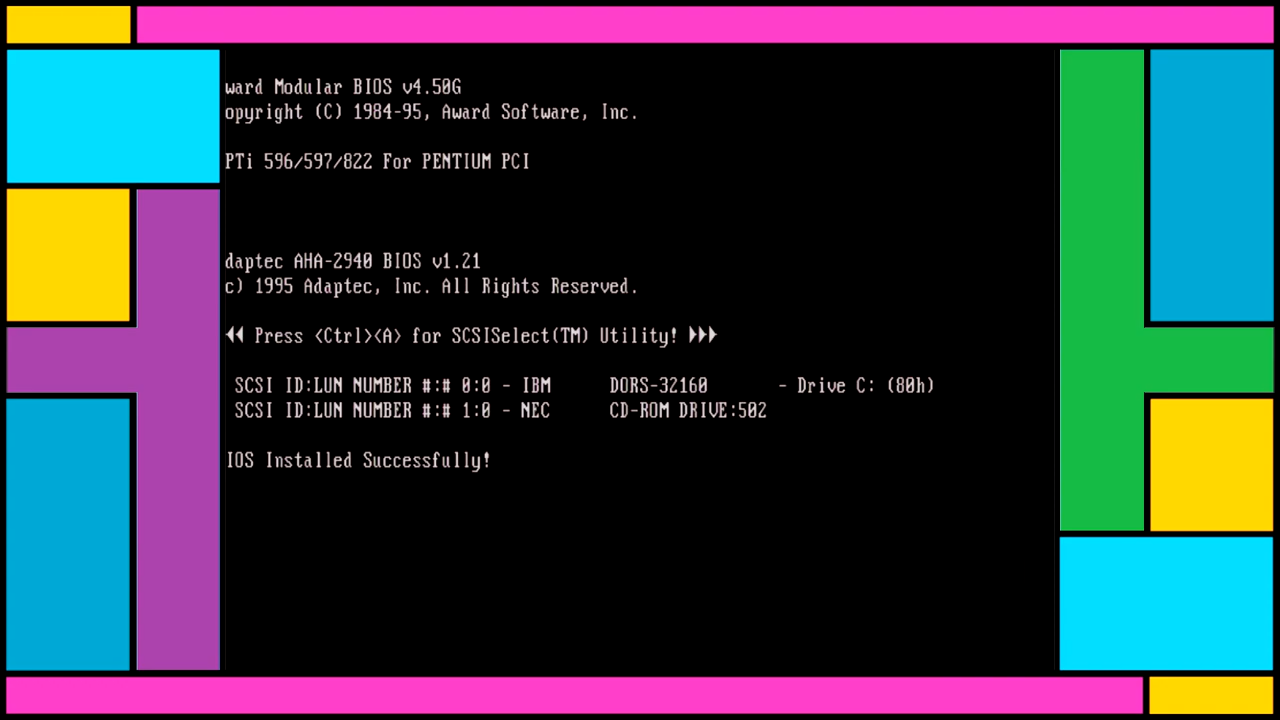 ward Modular BIOS v4.50G
opyright (C) 1984-95, Award Software, Inc.
PTi 596/597/822 For PENTIUM PCI
daptec AHA-2940 BIOS v1.21
c) 1995 Adaptec, Inc. All Rights Reserved.
◄◄ Press <Ctrl><A> for SCSISelect(TM) Utility! ►►►
SCSI ID:LUN NUMBER #:# 0:0 - IBM DORS-32160 - Drive C: (80h)
SCSI ID:LUN NUMBER #:# 1:0 - NEC CD-ROM DRIVE:502
IOS Installed Successfully!